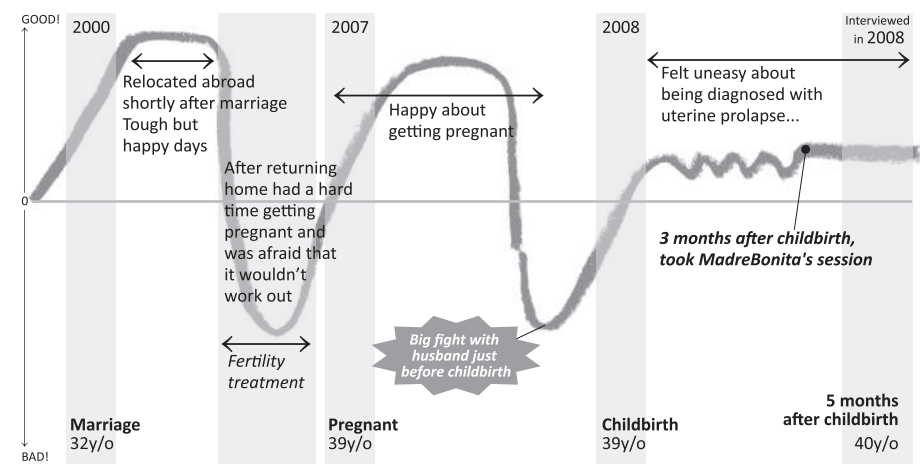 GOOD!
0
BAD!
2000
Relocated abroad
shortly after marriage
Tough but
happy days
After returning
home had a hard
time getting
pregnant and
was afraid that
it wouldn't
work out
Fertility
treatment
Marriage
32y/o
2007
Happy about
getting pregnant
Big fight with
husband just
before childbirth
Pregnant
39y/o
2008
Felt uneasy about
being diagnosed with
uterine prolapse...
3 months after childbirth,
took MadreBonita's session
Childbirth
39y/o
Interviewed
in 2008
5 months
after childbirth
40y/o